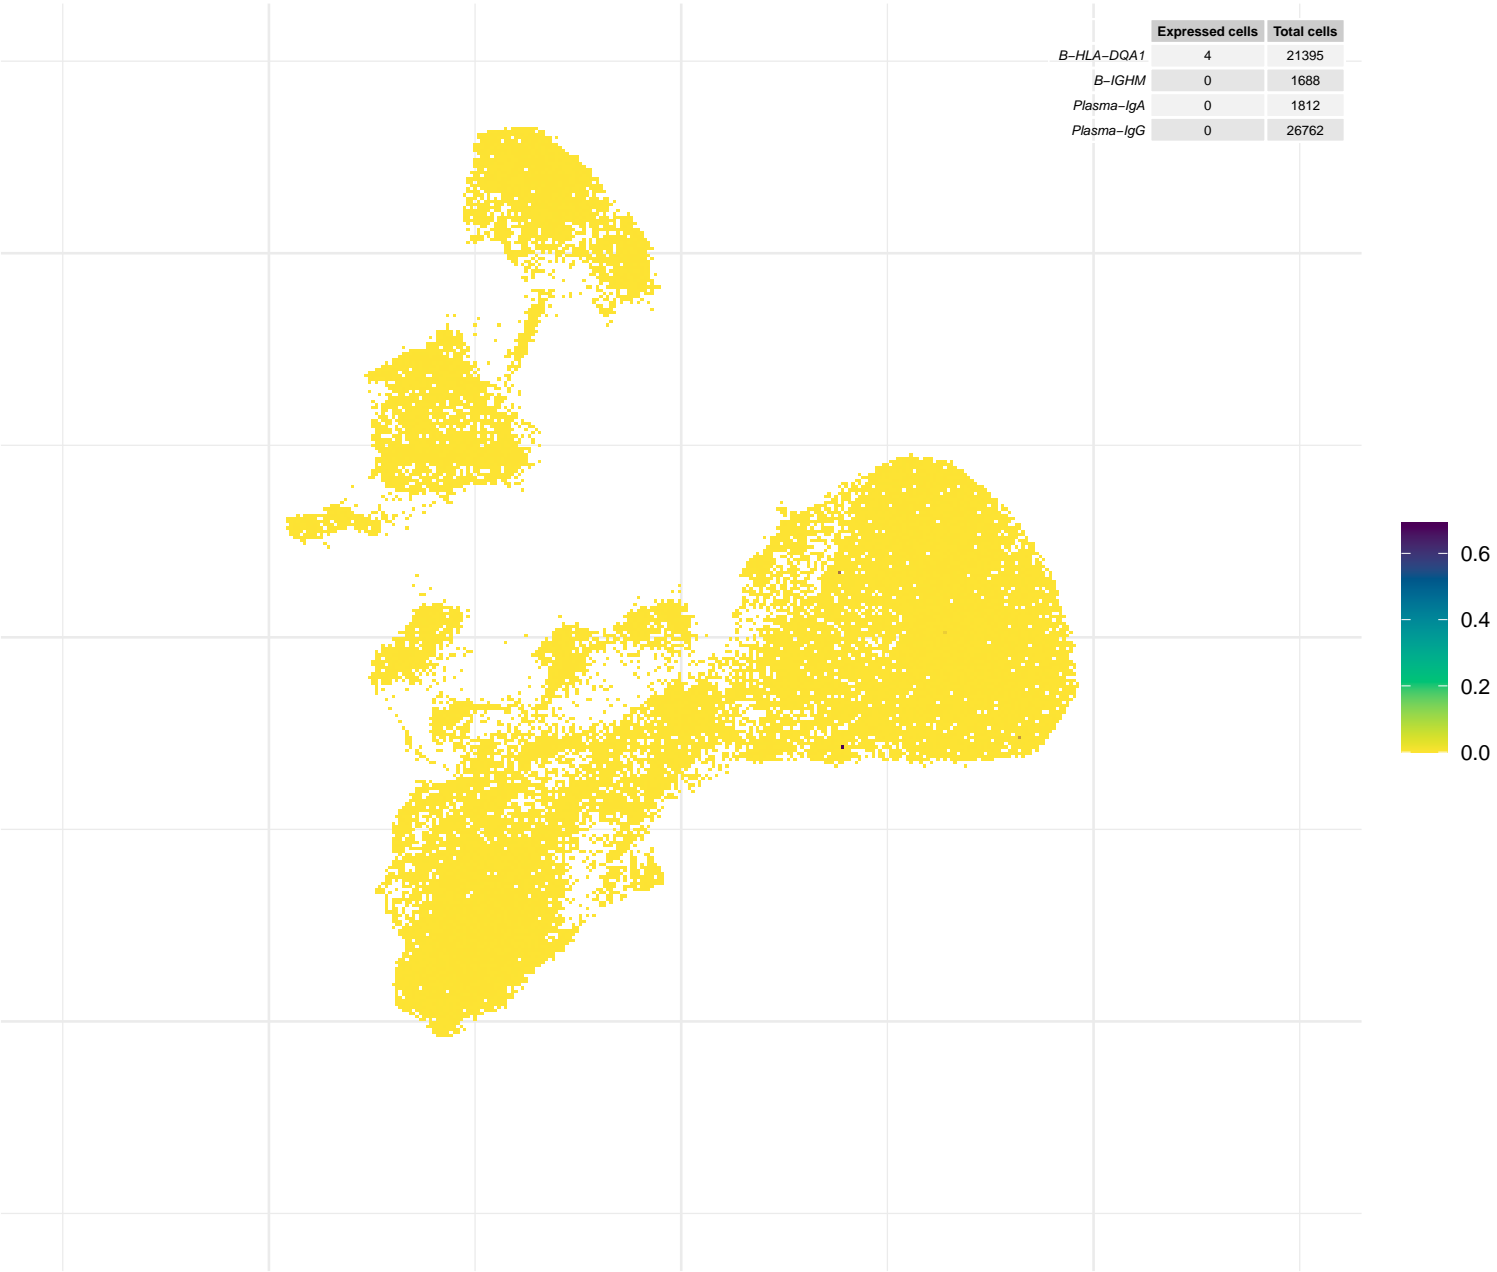 Expressed cells Total cells
B−HLA−DQA1 4 21395
B−IGHM 0 1688
Plasma−IgA 0 1812
Plasma−IgG 0 26762
0.6
0.4
0.2
0.0